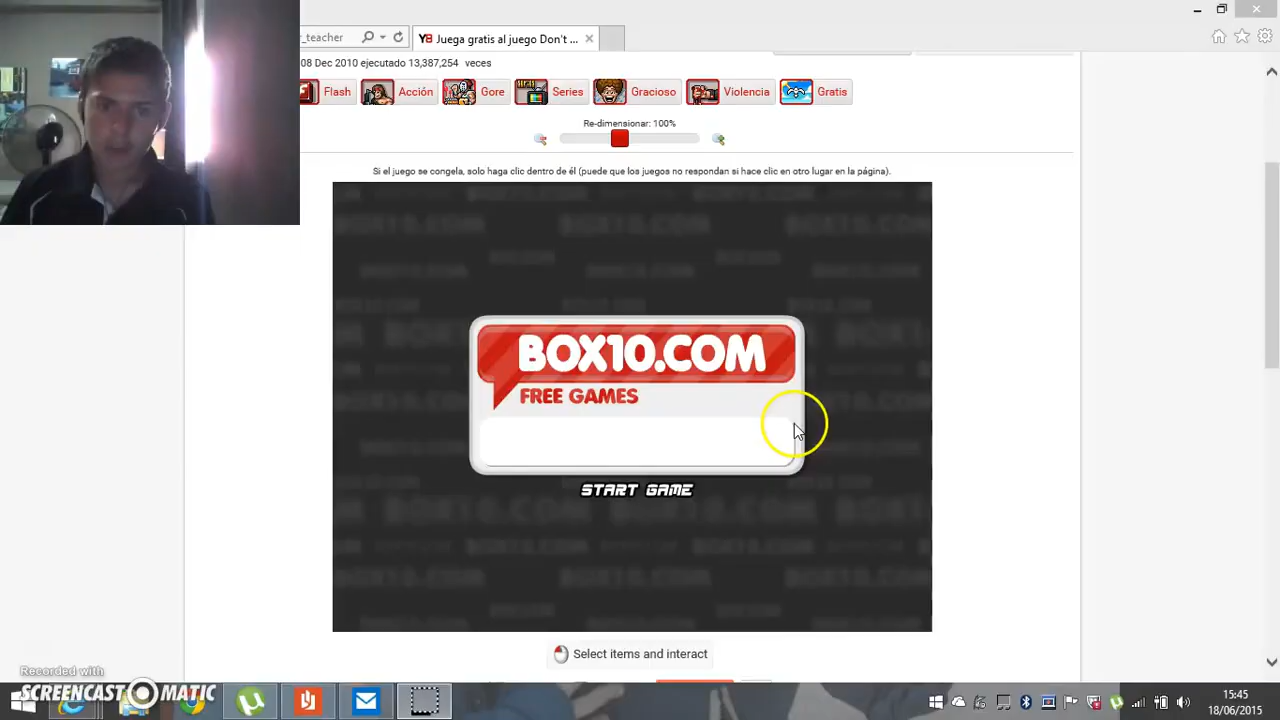 _teacher
Juega gratis al juego Don't ...
08 Dec 2010 ejecutado 13,387,254 veces
Flash
Acción
Gore
Series
Gracioso
Violencia
Gratis
Re-dimensionar: 100%
Si el juego se congela, solo haga clic dentro de él (puede que los juegos no respondan si hace clic en otro lugar en la página).
BOX10.COM
FREE GAMES
START GAME
Select items and interact
Recorded with
SCREENCAST-O-MATIC
15:45
18/06/2015